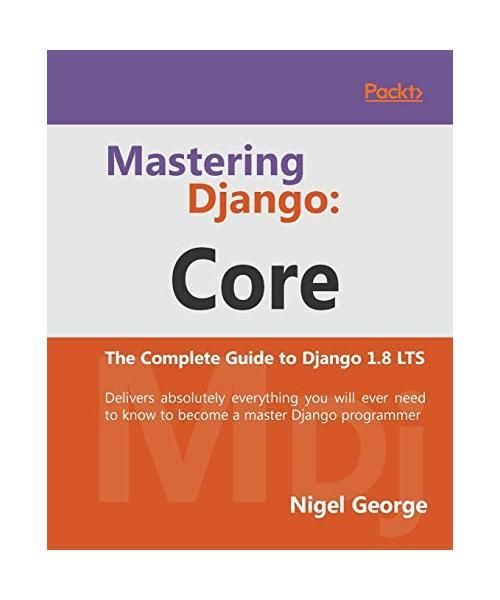 Packt>
Mastering
Django:
Core
The Complete Guide to Django 1.8 LTS
Delivers absolutely everything you will ever need
to know to become a master Django programmer
MDj
Nigel George